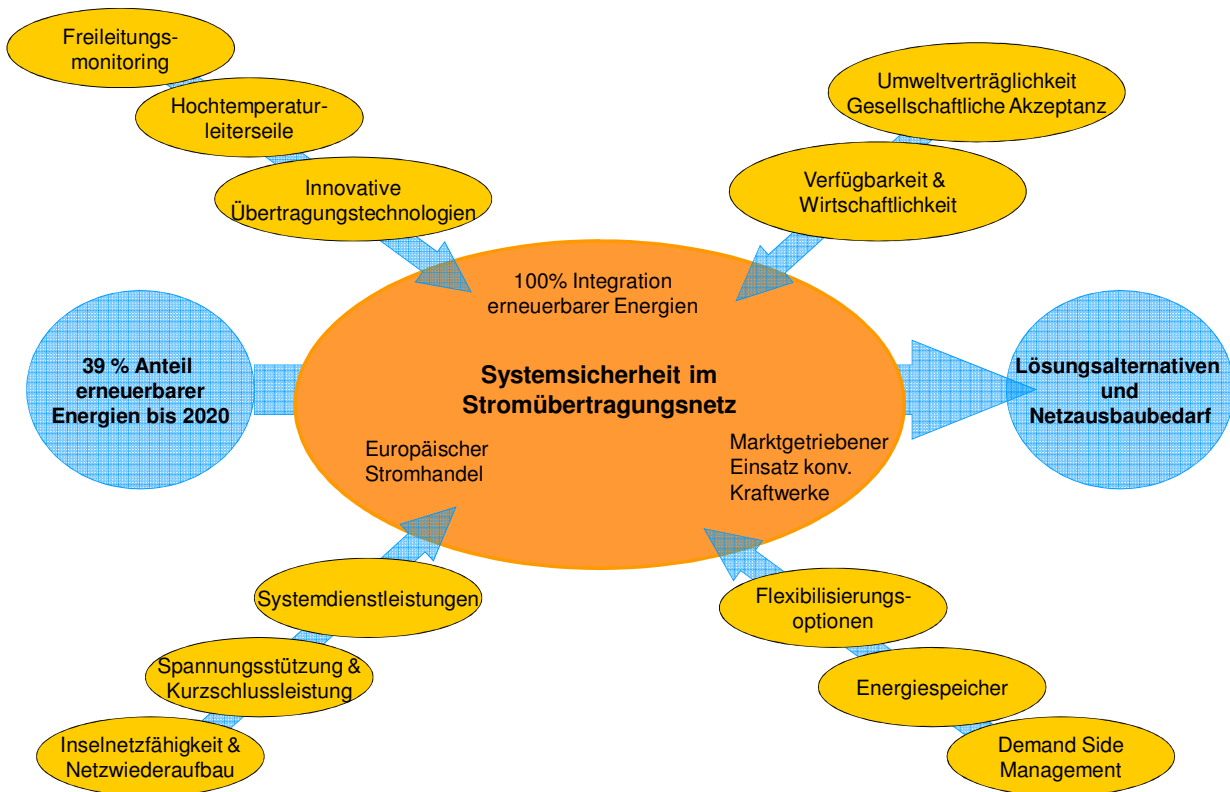 Freileitungs-
monitoring
Hochtemperatur-
leiterseile
Innovative
Übertragungstechnologien
Umweltverträglichkeit
Gesellschaftliche Akzeptanz
Verfügbarkeit &
Wirtschaftlichkeit
100% Integration
erneuerbarer Energien
39 % Anteil
erneuerbarer
Energien bis 2020
Systemsicherheit im
Stromübertragungsnetz
Lösungsalternativen
und
Netzausbaubedarf
Europäischer
Stromhandel
Marktgetriebener
Einsatz konv.
Kraftwerke
Systemdienstleistungen
Spannungsstützung &
Kurzschlussleistung
Inselnetzfähigkeit &
Netzwiederaufbau
Flexibilisierungs-
optionen
Energiespeicher
Demand Side
Management